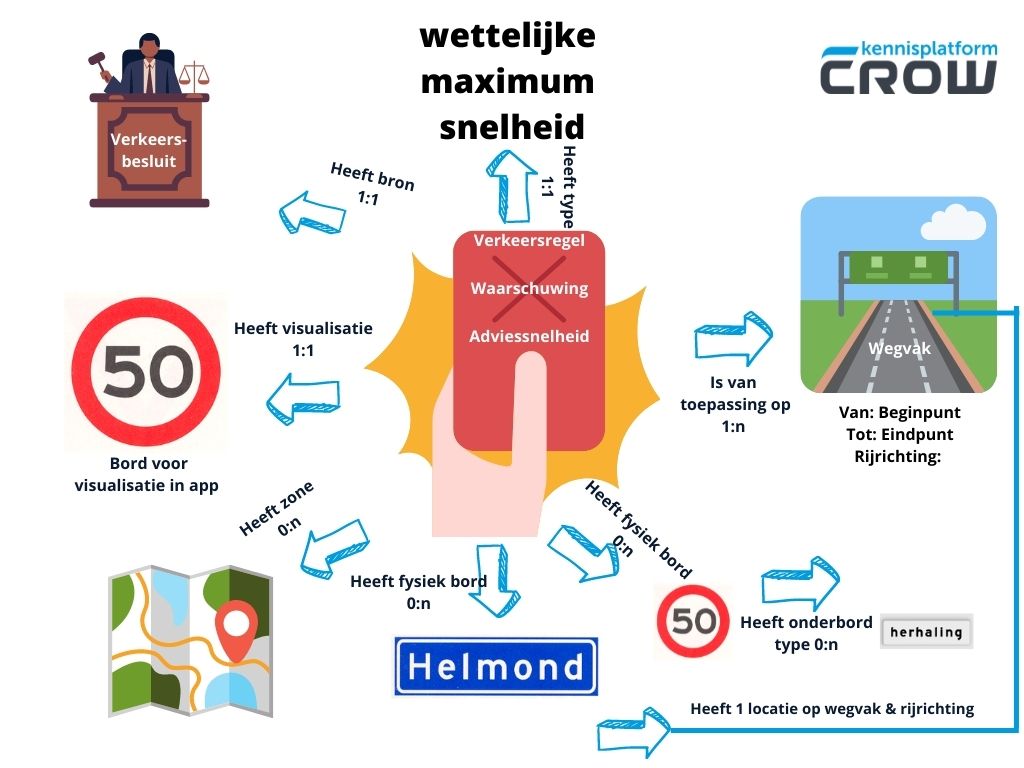 wettelijke
maximum
snelheid
kennisplatform
CROW
Verkeers-
besluit
Heeft bron
1:1
Heeft type
1:1
Verkeersregel
Waarschuwing
Adviessnelheid
Heeft visualisatie
1:1
50
Bord voor
visualisatie in app
Is van
toepassing op
1:n
Wegvak
Van: Beginpunt
Tot: Eindpunt
Rijrichting:
Heeft zone
0:n
Heeft fysiek bord
0:n
Helmond
Heeft fysiek bord
0:n
50
Heeft onderbord
type 0:n
herhaling
Heeft 1 locatie op wegvak & rijrichting